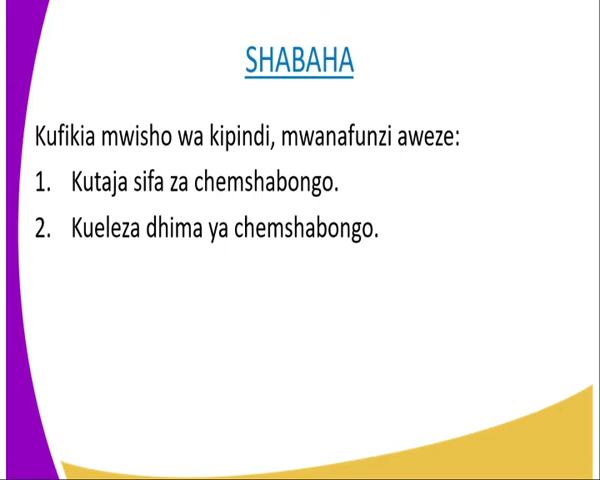 SHABAHA
Kufikia mwisho wa kipindi, mwanafunzi aweze:
1. Kutaja sifa za chemshabongo.
2. Kueleza dhima ya chemshabongo.